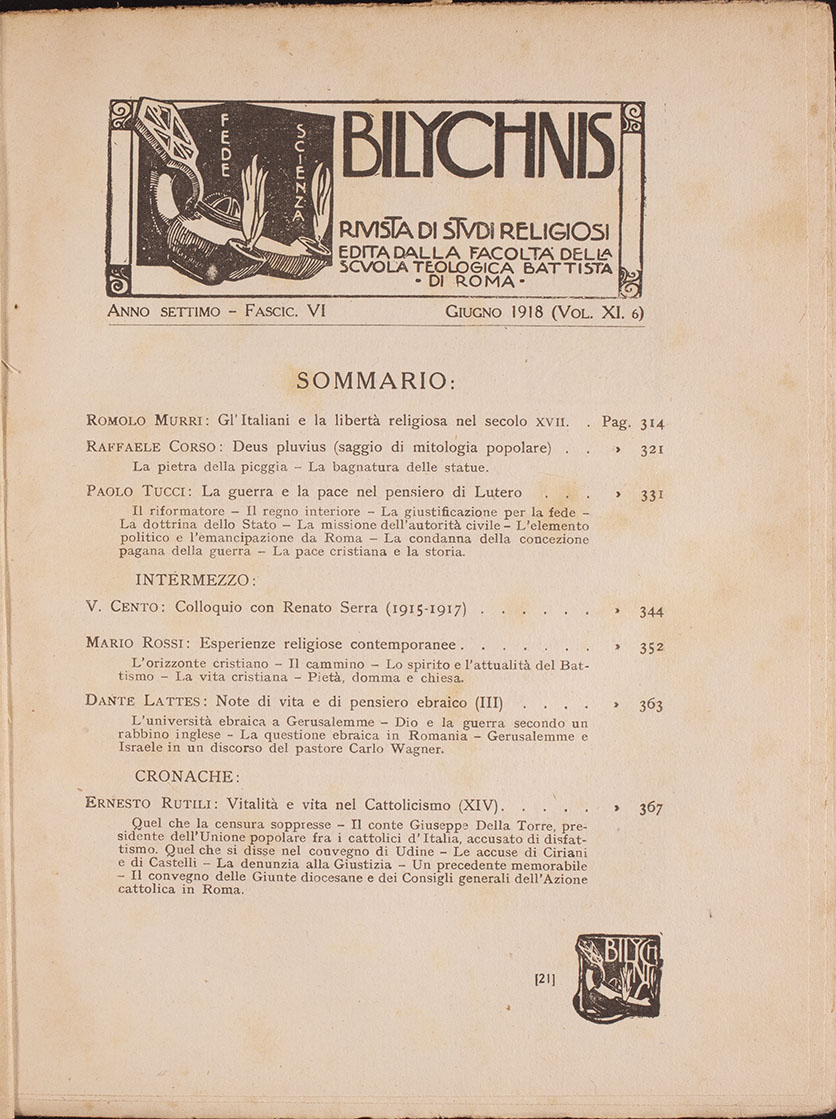 FEDE
SCIENZA
BILYCHNIS
RIVISTA DI STVDI RELIGIOSI
EDITA DALLA FACOLTA' DELLA
SCVOLA TEOLOGICA BATTISTA
· DI ROMA ·
ANNO SETTIMO – FASCIC. VI GIUGNO 1918 (VOL. XI. 6)
SOMMARIO:
ROMOLO MURRI: Gl'Italiani e la libertà religiosa nel secolo XVII. . Pag. 314
RAFFAELE CORSO: Deus pluvius (saggio di mitologia popolare) . . » 321
La pietra della picggia – La bagnatura delle statue.
PAOLO TUCCI: La guerra e la pace nel pensiero di Lutero . . . » 331
Il riformatore – Il regno interiore – La giustificazione per la fede –
La dottrina dello Stato – La missione dell'autorità civile – L'elemento
politico e l'emancipazione da Roma – La condanna della concezione
pagana della guerra – La pace cristiana e la storia.
INTERMEZZO:
V. CENTO: Colloquio con Renato Serra (1915-1917) . . . . . . » 344
MARIO ROSSI: Esperienze religiose contemporanee . . . . . . . » 352
L'orizzonte cristiano – Il cammino – Lo spirito e l'attualità del Bat-
tismo – La vita cristiana – Pietà, domma e chiesa.
DANTE LATTES: Note di vita e di pensiero ebraico (III) . . . . » 363
L'università ebraica a Gerusalemme – Dio e la guerra secondo un
rabbino inglese – La questione ebraica in Romania – Gerusalemme e
Israele in un discorso del pastore Carlo Wagner.
CRONACHE:
ERNESTO RUTILI: Vitalità e vita nel Cattolicismo (XIV). . . . . » 367
Quel che la censura soppresse – Il conte Giuseppe Della Torre, pre-
sidente dell'Unione popolare fra i cattolici d'Italia, accusato di disfat-
tismo. Quel che si disse nel convegno di Udine – Le accuse di Ciriani
e di Castelli – La denunzia alla Giustizia – Un precedente memorabile
– Il convegno delle Giunte diocesane e dei Consigli generali dell'Azione
cattolica in Roma.
[21]
BILYCH
NIS